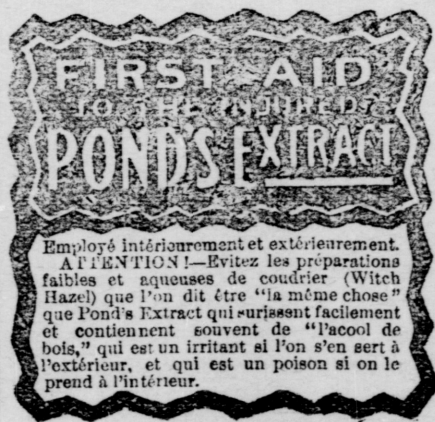 FIRST AID
TO THE INJURED
POND'S EXTRACT
Employé intérieurement et extérieurement.
ATTENTION!—Evitez les préparations
faibles et aqueuses de coudrier (Witch
Hazel) que l'on dit être "la même chose"
que Pond's Extract qui surissent facilement
et contiennent souvent de "l'acool de
bois," qui est un irritant si l'on s'en sert à
l'extérieur, et qui est un poison si on le
prend à l'intérieur.